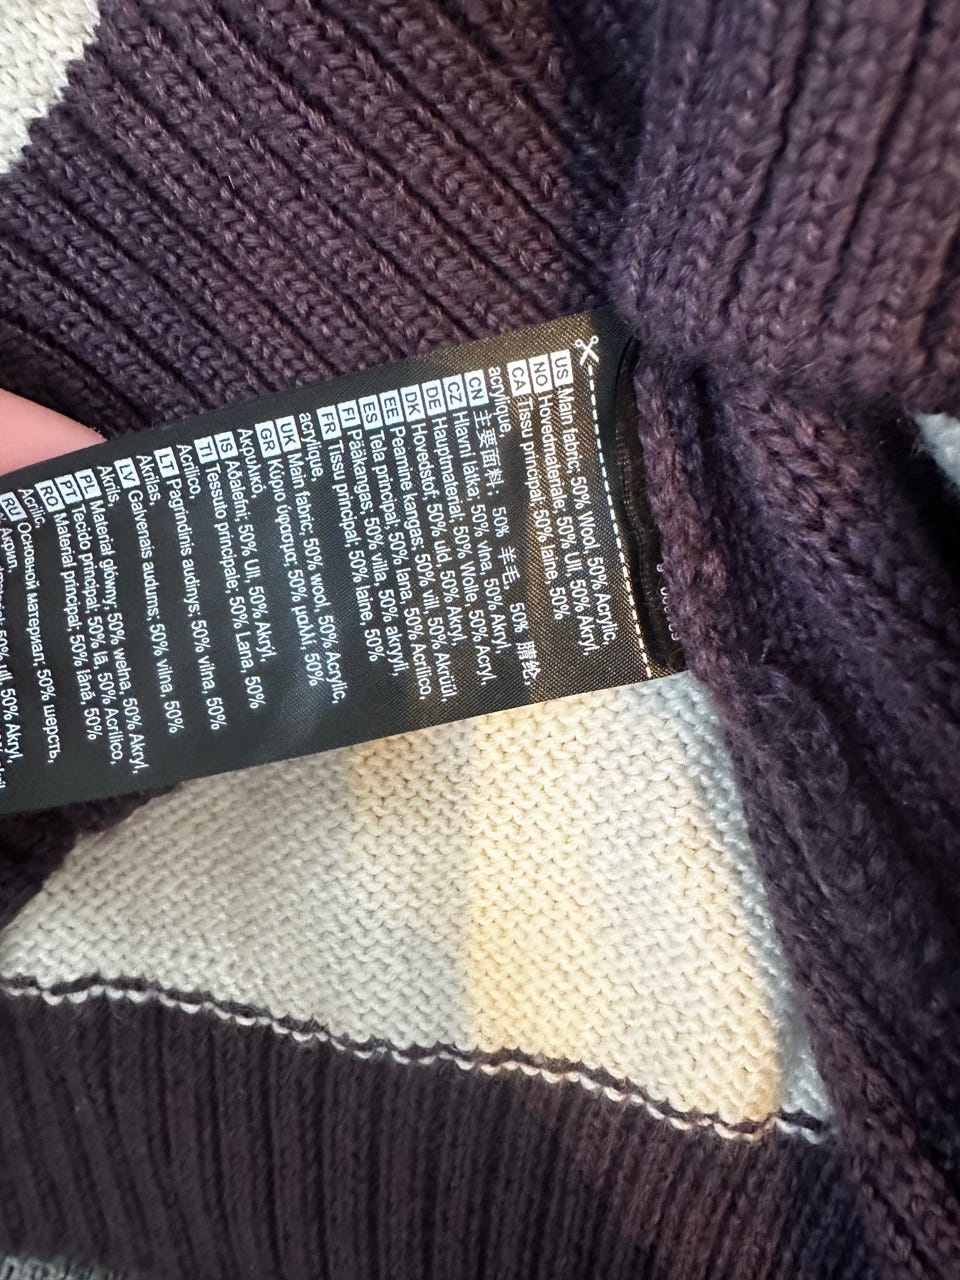 US Main fabric; 50% Wool, 50% Acrylic,
NO Hovedmateriale; 50% Ull, 50% Akryl,
CA Tissu principal; 50% laine, 50%
acrylique,
CN 主要面料： 50% 羊毛, 50% 腈纶,
CZ Hlavní látka; 50% vlna, 50% Akryl,
DE Hauptmaterial; 50% Wolle, 50% Acryl,
DK Hovedstof; 50% uld, 50% Akryl,
EE Peamine kangas; 50% vill, 50% Akrüül,
ES Tela principal; 50% lana, 50% Acrílico,
FI Pääkangas; 50% villa, 50% akryyli,
FR Tissu principal; 50% laine, 50%
acrylique,
UK Main fabric; 50% wool, 50% Acrylic,
GR Κύριο ύφασμα; 50% μαλλί, 50%
Ακρυλικό,
IS Aðalefni; 50% Ull, 50% Akryl,
TI Tessuto principale; 50% Lana, 50%
Acrilico,
LT Pagrindinis audinys; 50% vilna, 50%
Akrilas,
LV Galvenais audums; 50% vilna, 50%
Akrils,
PL Materiał główny; 50% wełna, 50% Akryl,
PT Tecido principal; 50% lã, 50% Acrílico,
RO Material principal; 50% lână, 50%
Acrilic,
RU Основной материал; 50% шерсть,
Акрил,
50% Ull, 50% Akryl,